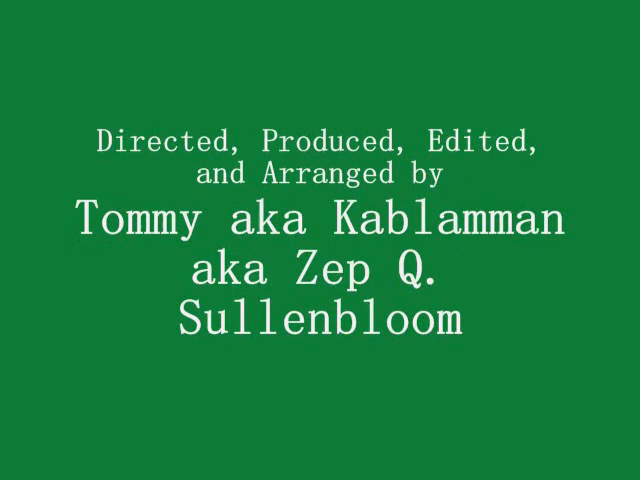 Directed, Produced, Edited,
and Arranged by
Tommy aka Kablamman
aka Zep Q.
Sullenbloom